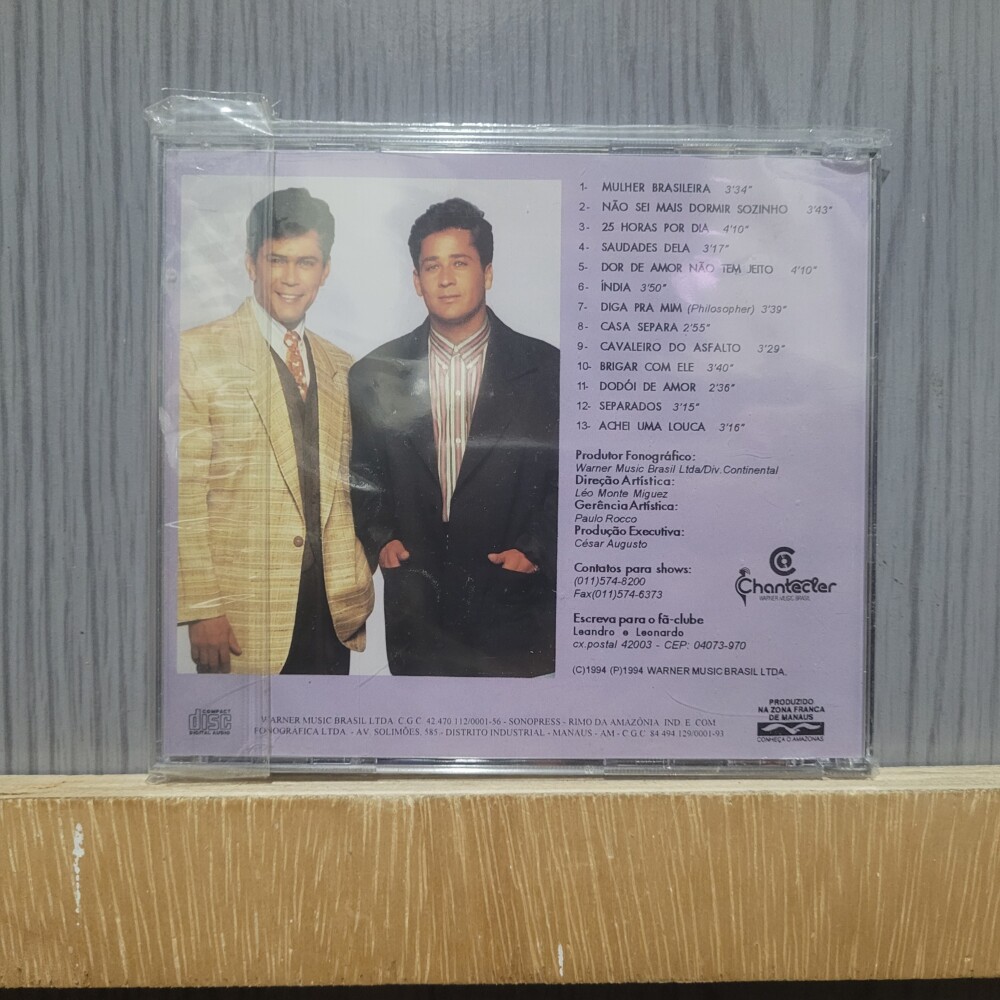 1- MULHER BRASILEIRA 3'34"
2- NÃO SEI MAIS DORMIR SOZINHO 3'43"
3- 25 HORAS POR DIA 4'10"
4- SAUDADES DELA 3'17"
5- DOR DE AMOR NÃO TEM JEITO 4'10"
6- ÍNDIA 3'50"
7- DIGA PRA MIM (Philosopher) 3'39"
8- CASA SEPARA 2'55"
9- CAVALEIRO DO ASFALTO 3'29"
10- BRIGAR COM ELE 3'40"
11- DODÓI DE AMOR 2'36"
12- SEPARADOS 3'15"
13- ACHEI UMA LOUCA 3'16"
Produtor Fonográfico:
Warner Music Brasil Ltda/Div.Continental
Direção Artística:
Léo Monte Miguez
Gerência Artística:
Paulo Rocco
Produção Executiva:
César Augusto
Contatos para shows:
(011)574-8200
Fax(011)574-6373
Chantecler
WARNER MUSIC BRASIL
Escreva para o fã-clube
Leandro e Leonardo
cx.postal 42003 - CEP: 04073-970
(C)1994 (P)1994 WARNER MUSIC BRASIL LTDA.
COMPACT
disc
DIGITAL AUDIO
WARNER MUSIC BRASIL LTDA. C G C 42 470 112/0001-56 - SONOPRESS - RIMO DA AMAZÔNIA IND. E COM
FONOGRÁFICA LTDA - AV. SOLIMÕES, 585 - DISTRITO INDUSTRIAL - MANAUS - AM - C G C 84 494 129/0001-93
PRODUZIDO
NA ZONA FRANCA
DE MANAUS
CONHEÇA O AMAZONAS